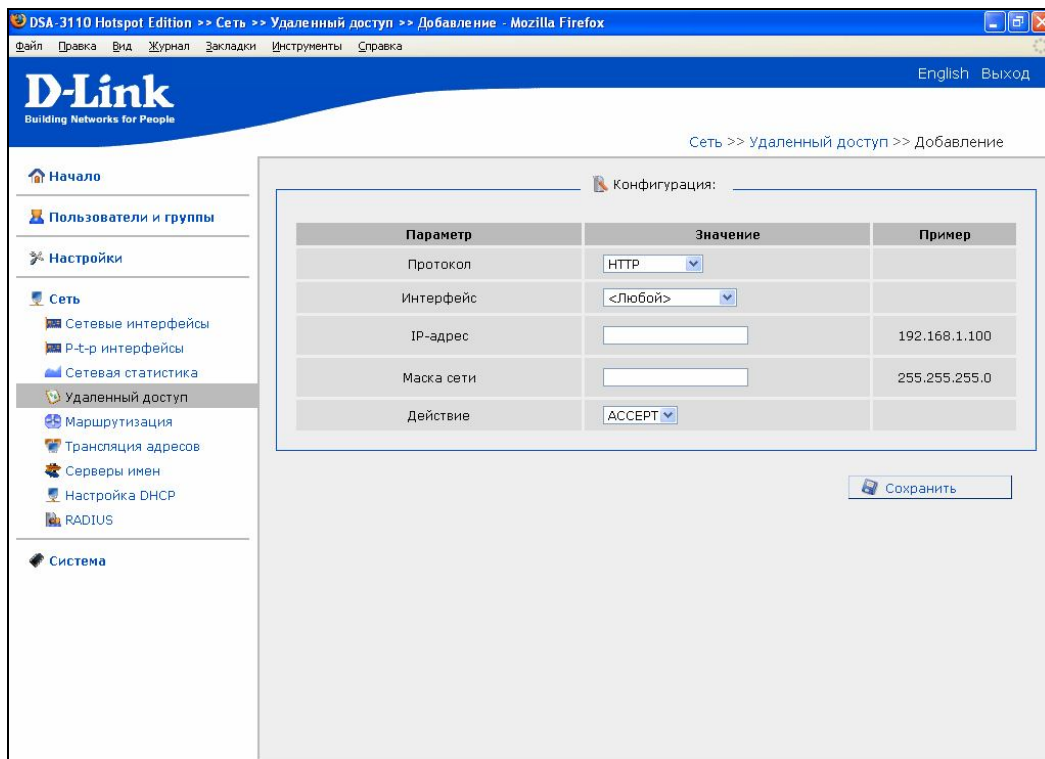 DSA-3110 Hotspot Edition >> Сеть >> Удаленный доступ >> Добавление - Mozilla Firefox
Файл Правка Вид Журнал Закладки Инструменты Справка
D-Link
Building Networks for People
English Выход
Сеть >> Удаленный доступ >> Добавление
Начало
Пользователи и группы
Настройки
Сеть
Сетевые интерфейсы
P-t-p интерфейсы
Сетевая статистика
Удаленный доступ
Маршрутизация
Трансляция адресов
Серверы имен
Настройка DHCP
RADIUS
Система
Конфигурация:
Параметр Значение Пример
Протокол HTTP
Интерфейс <Любой>
IP-адрес 192.168.1.100
Маска сети 255.255.255.0
Действие ACCEPT
Сохранить